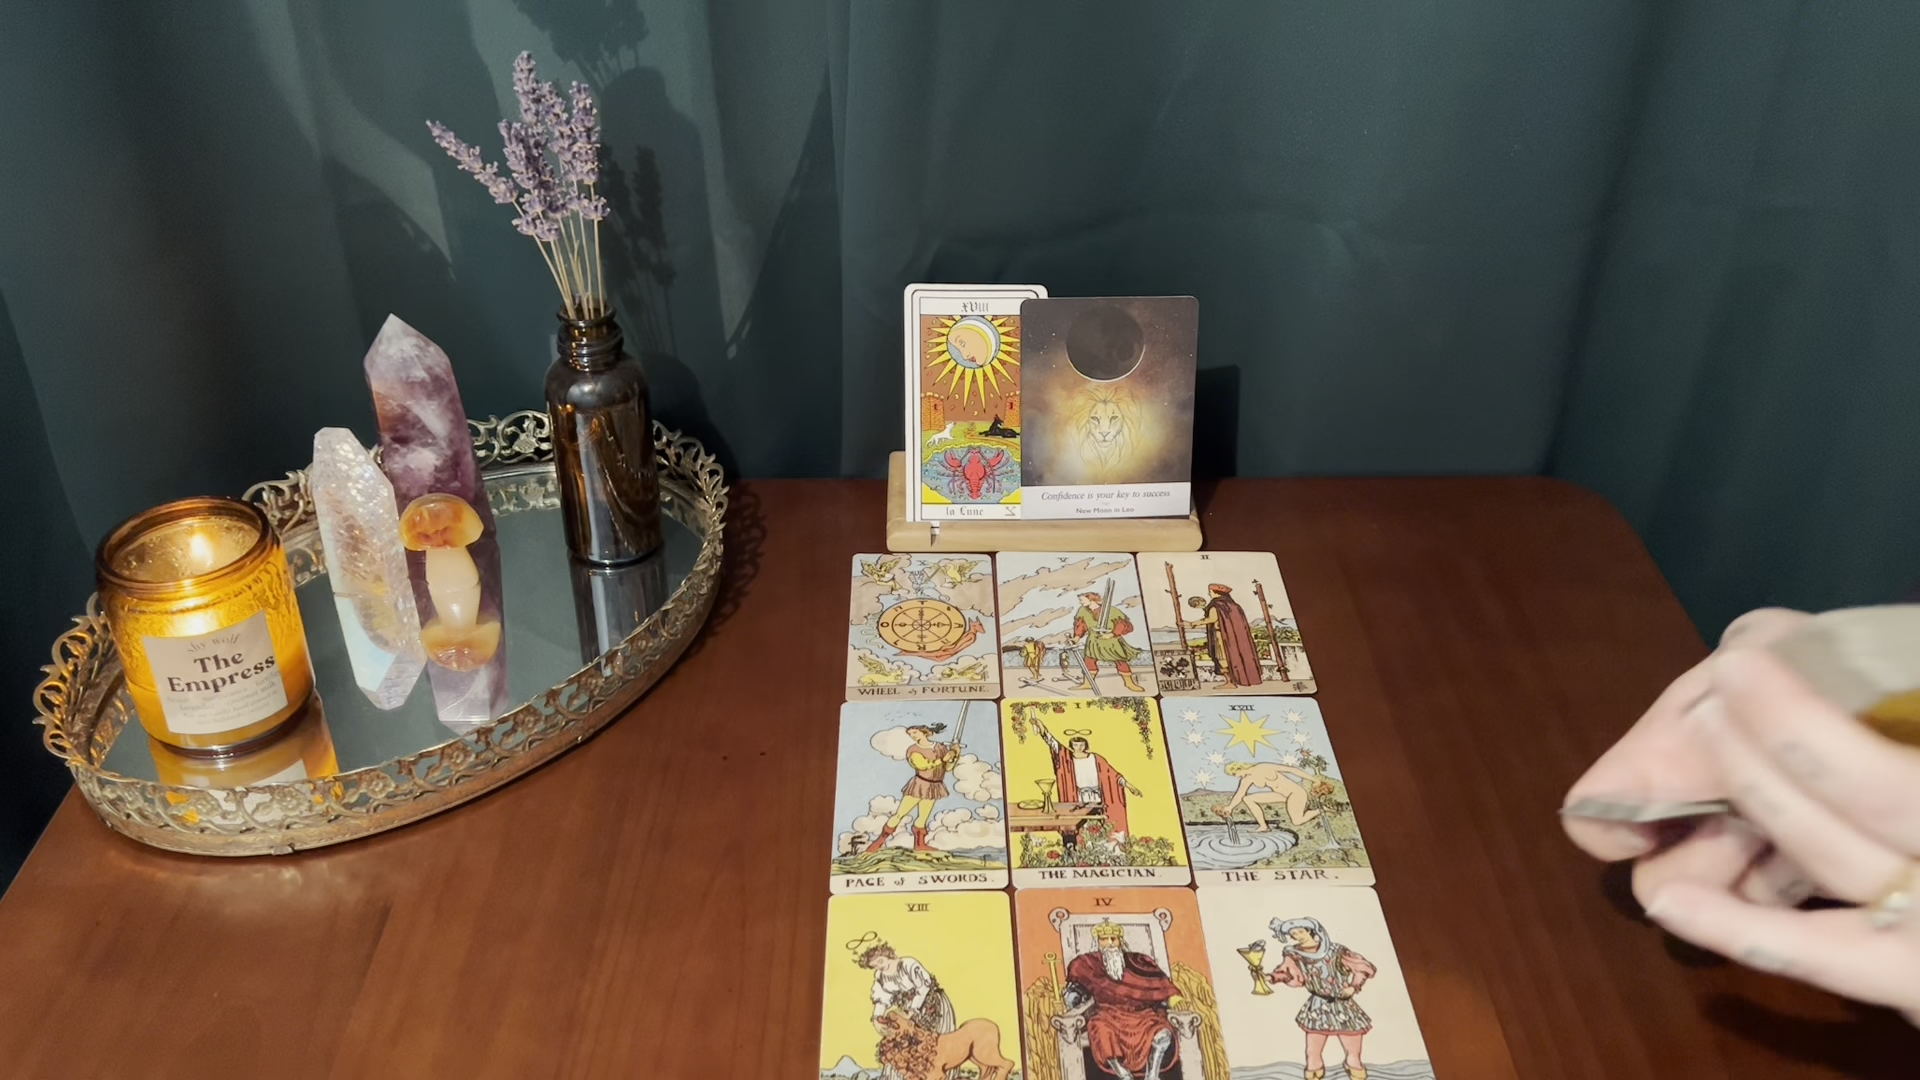 XVIII
la Lune
Confidence is your key to success
New Moon in Leo
X
V
II
WHEEL of FORTUNE.
I
XVII
PAGE of SWORDS.
THE MAGICIAN.
THE STAR.
VIII
IV
The
Empress